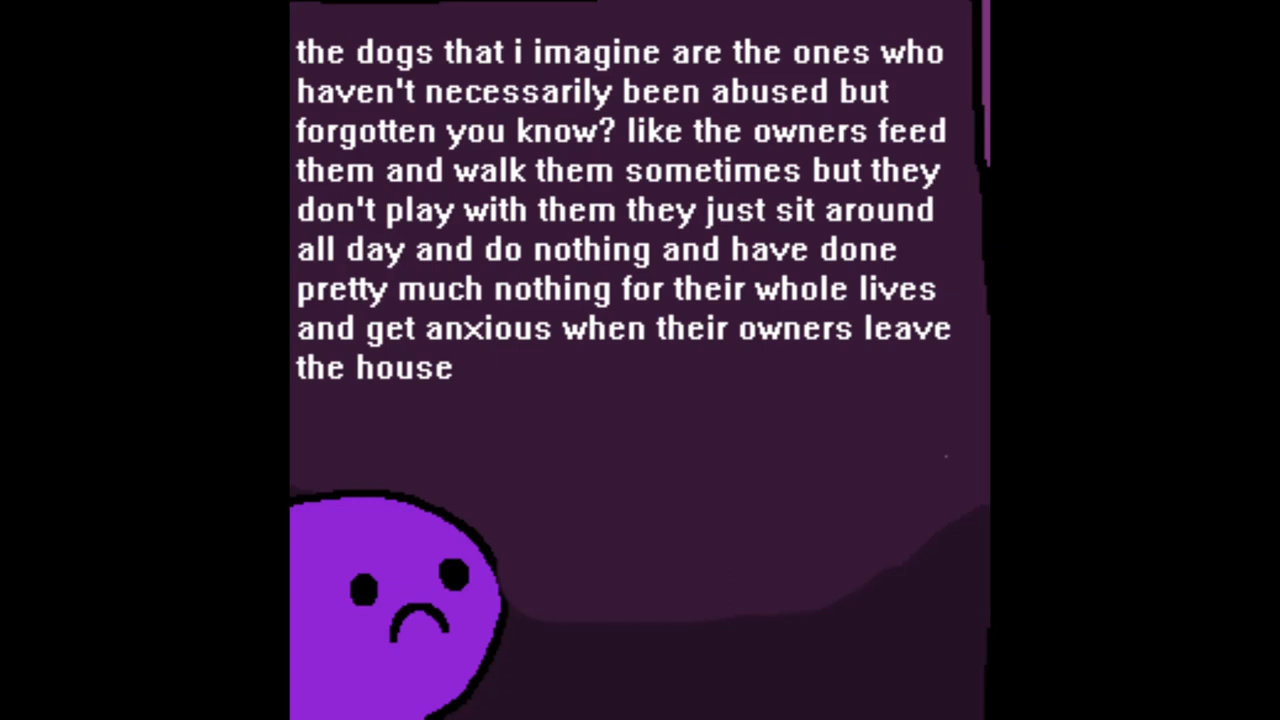 the dogs that i imagine are the ones who
haven't necessarily been abused but
forgotten you know? like the owners feed
them and walk them sometimes but they
don't play with them they just sit around
all day and do nothing and have done
pretty much nothing for their whole lives
and get anxious when their owners leave
the house